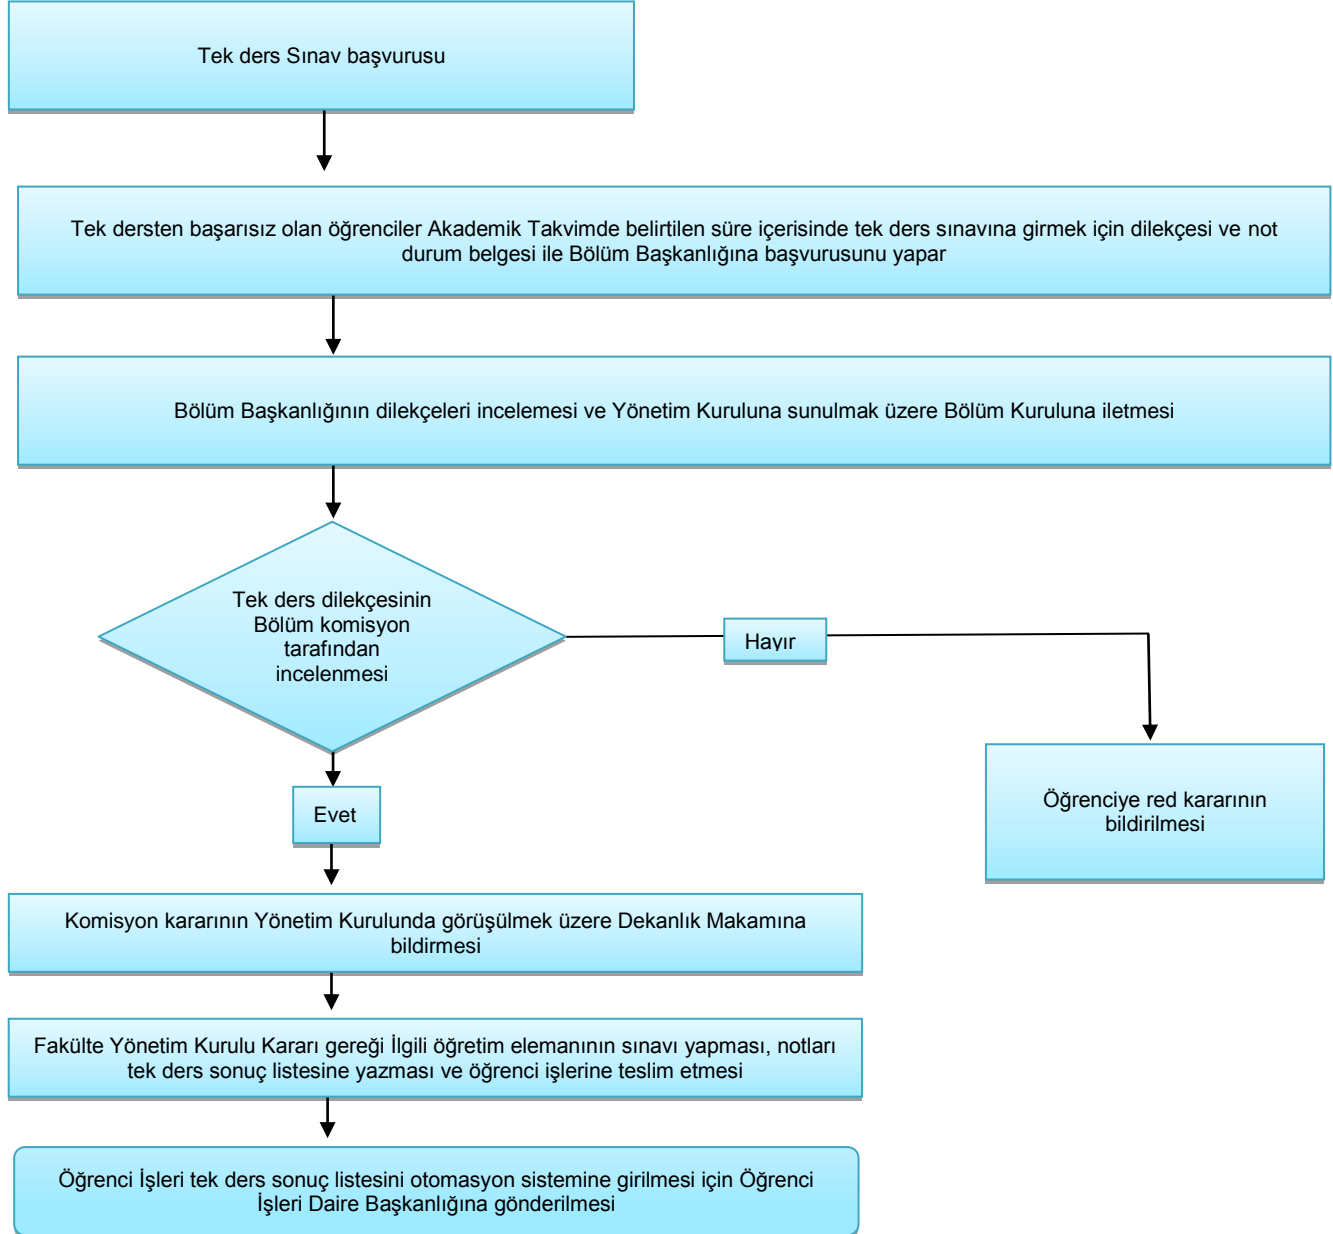 Tek ders Sınav başvurusu
Tek dersten başarısız olan öğrenciler Akademik Takvimde belirtilen süre içerisinde tek ders sınavına girmek için dilekçesi ve not
durum belgesi ile Bölüm Başkanlığına başvurusunu yapar
Bölüm Başkanlığının dilekçeleri incelemesi ve Yönetim Kuruluna sunulmak üzere Bölüm Kuruluna iletmesi
Tek ders dilekçesinin
Bölüm komisyon
tarafından
incelenmesi
Hayır
Evet
Öğrenciye red kararının
bildirilmesi
Komisyon kararının Yönetim Kurulunda görüşülmek üzere Dekanlık Makamına
bildirmesi
Fakülte Yönetim Kurulu Kararı gereği İlgili öğretim elemanının sınavı yapması, notları
tek ders sonuç listesine yazması ve öğrenci işlerine teslim etmesi
Öğrenci İşleri tek ders sonuç listesini otomasyon sistemine girilmesi için Öğrenci
İşleri Daire Başkanlığına gönderilmesi